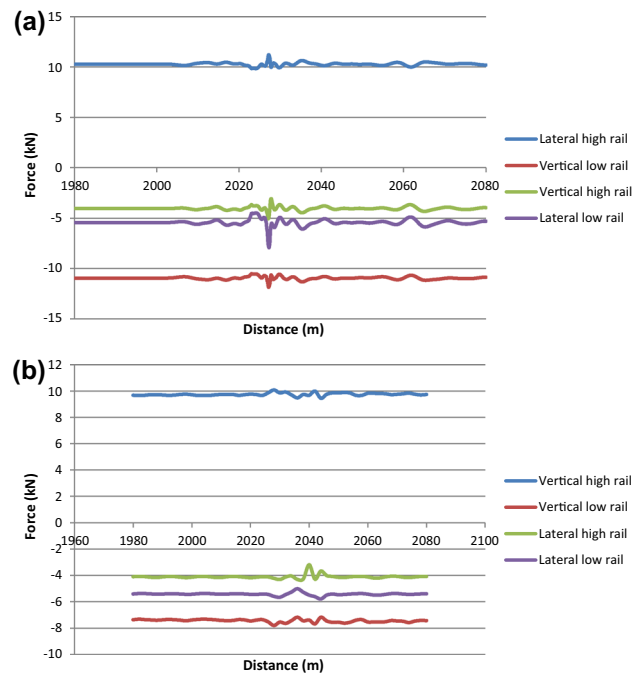 (a)
15
10
5
0
-5
-10
-15
1980 2000 2020 2040 2060 2080
Force (kN)
Distance (m)
Lateral high rail
Vertical low rail
Vertical high rail
Lateral low rail
(b)
12
10
8
6
4
2
0
-2
-4
-6
-8
-10
1960 1980 2000 2020 2040 2060 2080 2100
Force (kN)
Distance (m)
Vertical high rail
Vertical low rail
Lateral high rail
Lateral low rail